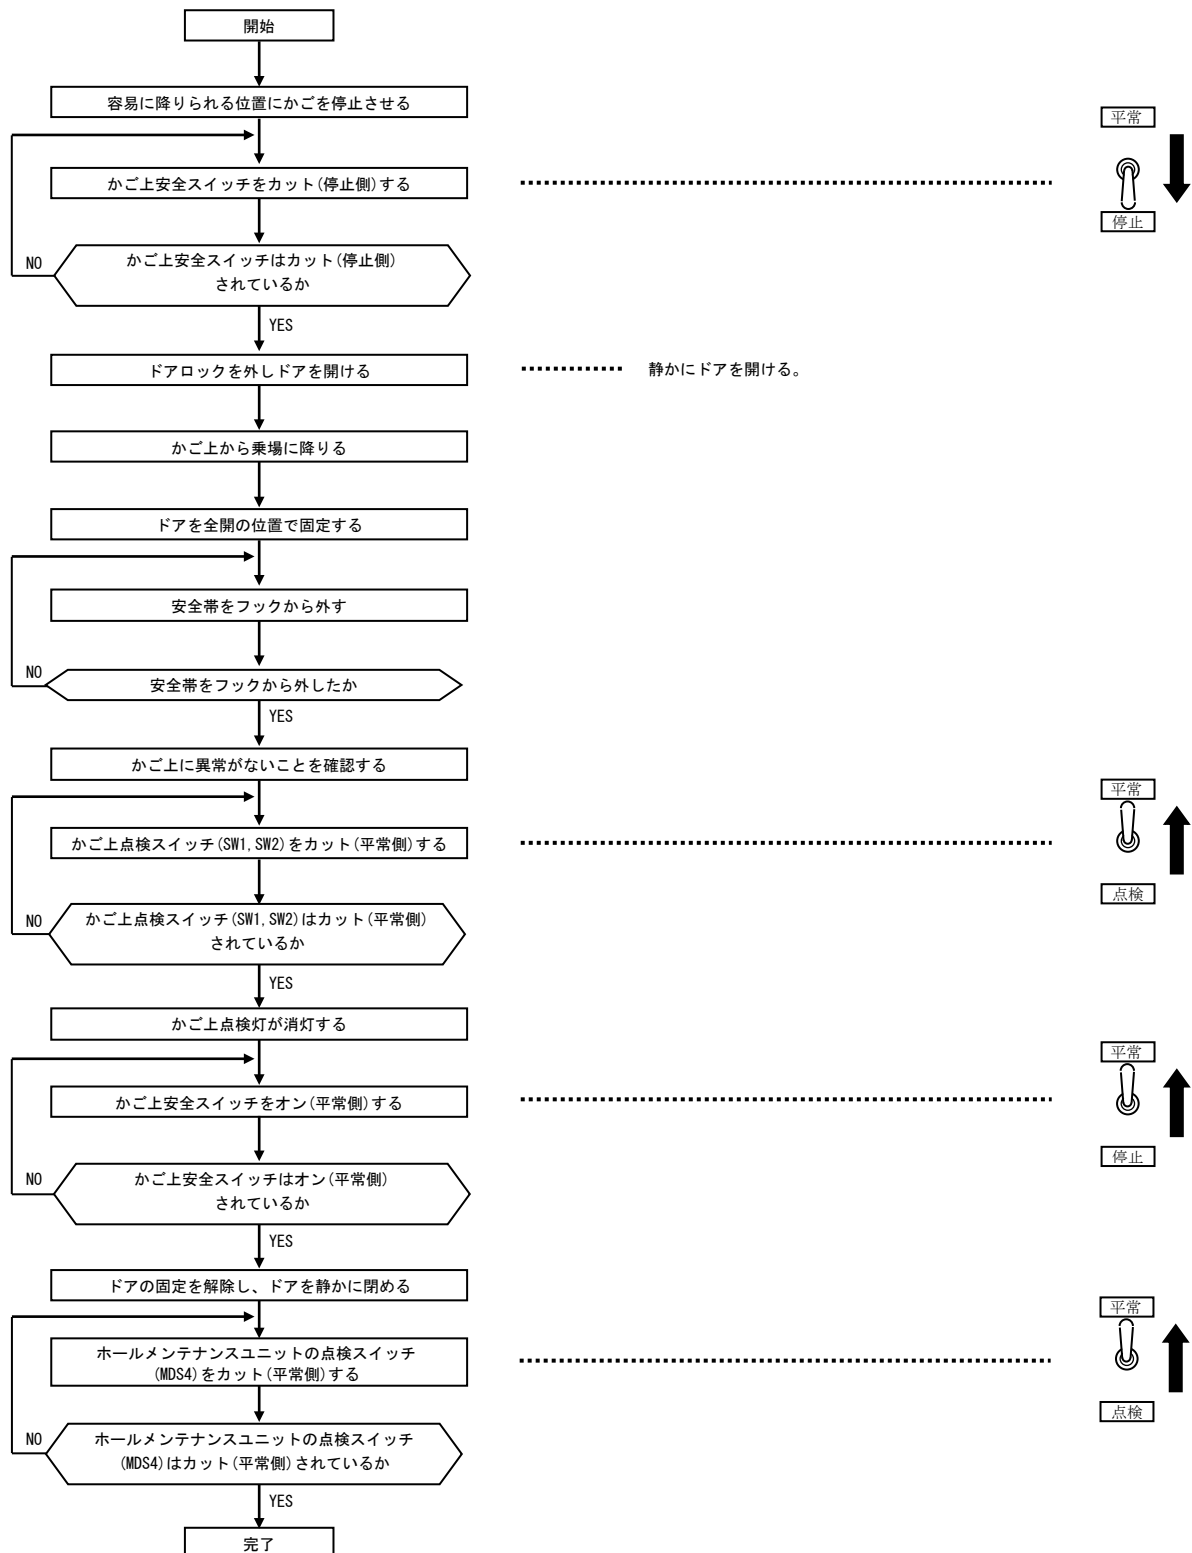 開始
容易に降りられる位置にかごを停止させる
平常
かご上安全スイッチをカット(停止側)する
停止
NO
かご上安全スイッチはカット(停止側)
されているか
YES
ドアロックを外しドアを開ける
静かにドアを開ける。
かご上から乗場に降りる
ドアを全開の位置で固定する
安全帯をフックから外す
NO
安全帯をフックから外したか
YES
かご上に異常がないことを確認する
平常
かご上点検スイッチ(SW1,SW2)をカット(平常側)する
点検
NO
かご上点検スイッチ(SW1,SW2)はカット(平常側)
されているか
YES
かご上点検灯が消灯する
平常
かご上安全スイッチをオン(平常側)する
停止
NO
かご上安全スイッチはオン(平常側)
されているか
YES
ドアの固定を解除し、ドアを静かに閉める
平常
ホールメンテナンスユニットの点検スイッチ
(MDS4)をカット(平常側)する
点検
NO
ホールメンテナンスユニットの点検スイッチ
(MDS4)はカット(平常側)されているか
YES
完了